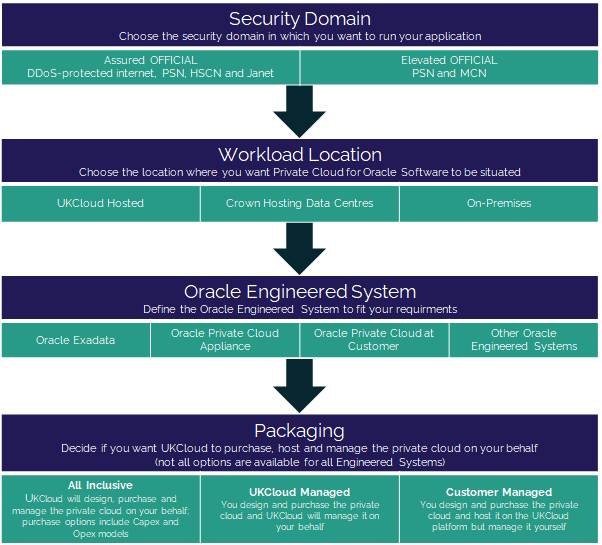 Security Domain
Choose the security domain in which you want to run your application
Assured OFFICIAL
DDoS-protected internet, PSN, HSCN and Janet
Elevated OFFICIAL
PSN and MCN
Workload Location
Choose the location where you want Private Cloud for Oracle Software to be situated
UKCloud Hosted
Crown Hosting Data Centres
On-Premises
Oracle Engineered System
Define the Oracle Engineered System to fit your requirments
Oracle Exadata
Oracle Private Cloud
Appliance
Oracle Private Cloud at
Customer
Other Oracle
Engineered Systems
Packaging
Decide if you want UKCloud to purchase, host and manage the private cloud on your behalf
(not all options are available for all Engineered Systems)
All Inclusive
UKCloud will design, purchase and
manage the private cloud on your behalf;
purchase options include Capex and
Opex models
UKCloud Managed
You design and purchase the private
cloud and UKCloud will manage it on
your behalf
Customer Managed
You design and purchase the private
cloud and host it on the UKCloud
platform but manage it yourself